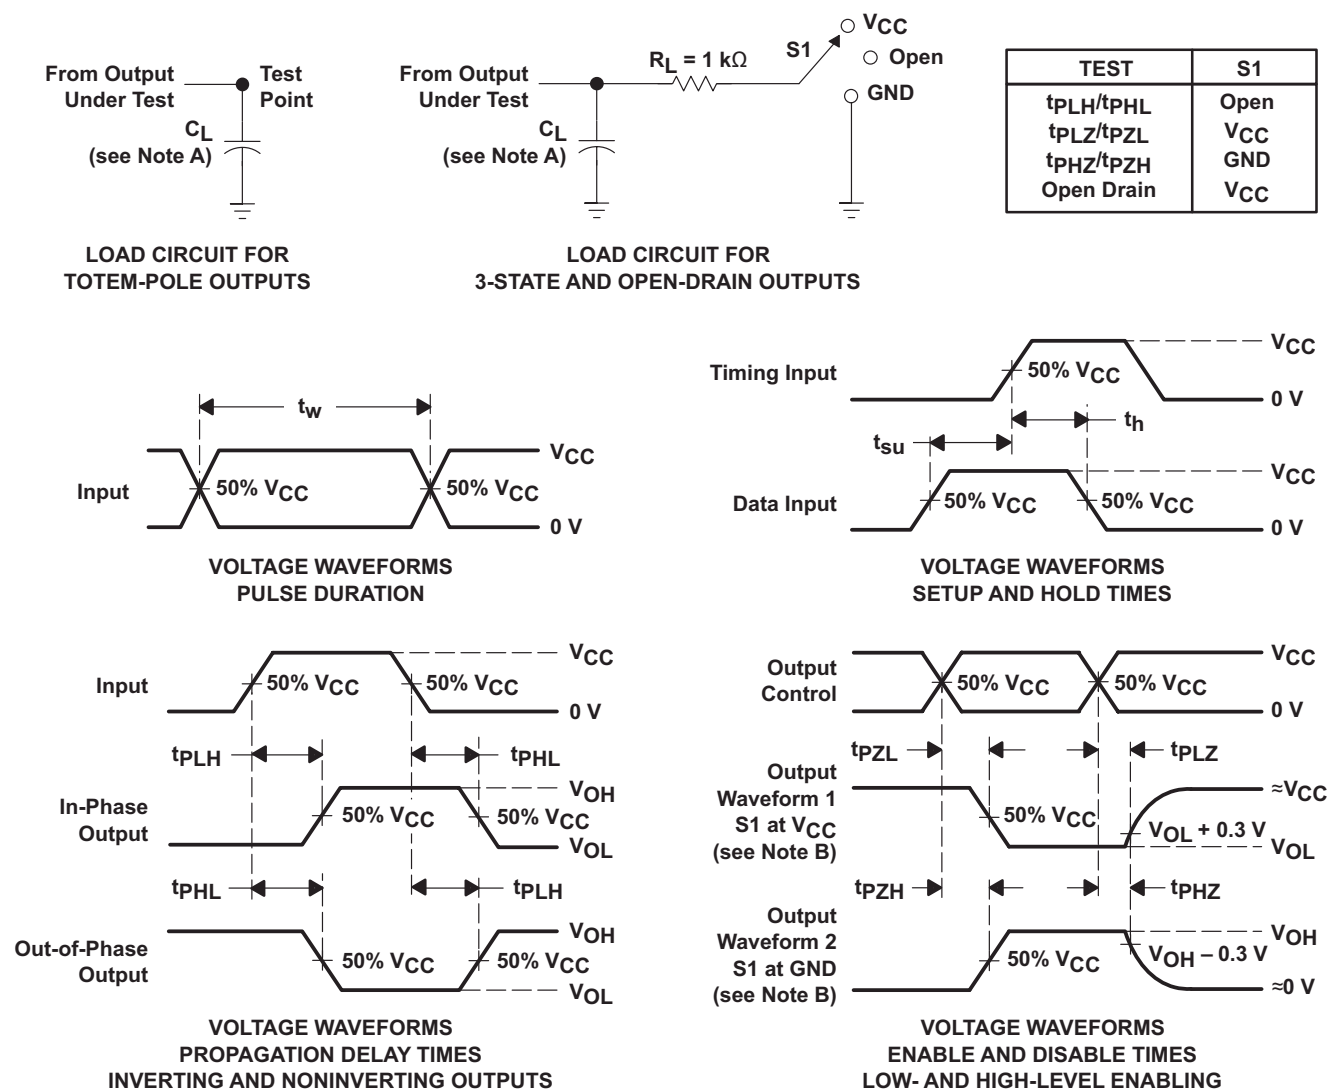 From Output
Under Test
Test
Point
CL
(see Note A)
LOAD CIRCUIT FOR
TOTEM-POLE OUTPUTS
From Output
Under Test
RL = 1 kΩ
S1
VCC
Open
GND
CL
(see Note A)
LOAD CIRCUIT FOR
3-STATE AND OPEN-DRAIN OUTPUTS
TEST S1
tPLH/tPHL Open
tPLZ/tPZL VCC
tPHZ/tPZH GND
Open Drain VCC
tw
Input
50% VCC
50% VCC
VCC
0 V
VOLTAGE WAVEFORMS
PULSE DURATION
Timing Input
50% VCC
VCC
0 V
tsu
th
Data Input
50% VCC
50% VCC
VCC
0 V
VOLTAGE WAVEFORMS
SETUP AND HOLD TIMES
Input
50% VCC
50% VCC
VCC
0 V
tPLH
tPHL
In-Phase
Output
50% VCC
50% VCC
VOH
VOL
tPHL
tPLH
Out-of-Phase
Output
50% VCC
50% VCC
VOH
VOL
VOLTAGE WAVEFORMS
PROPAGATION DELAY TIMES
INVERTING AND NONINVERTING OUTPUTS
Output
Control
50% VCC
50% VCC
VCC
0 V
tPZL
tPLZ
Output
Waveform 1
S1 at VCC
(see Note B)
50% VCC
VOL + 0.3 V
≈VCC
VOL
tPZH
tPHZ
Output
Waveform 2
S1 at GND
(see Note B)
50% VCC
VOH – 0.3 V
VOH
≈0 V
VOLTAGE WAVEFORMS
ENABLE AND DISABLE TIMES
LOW- AND HIGH-LEVEL ENABLING